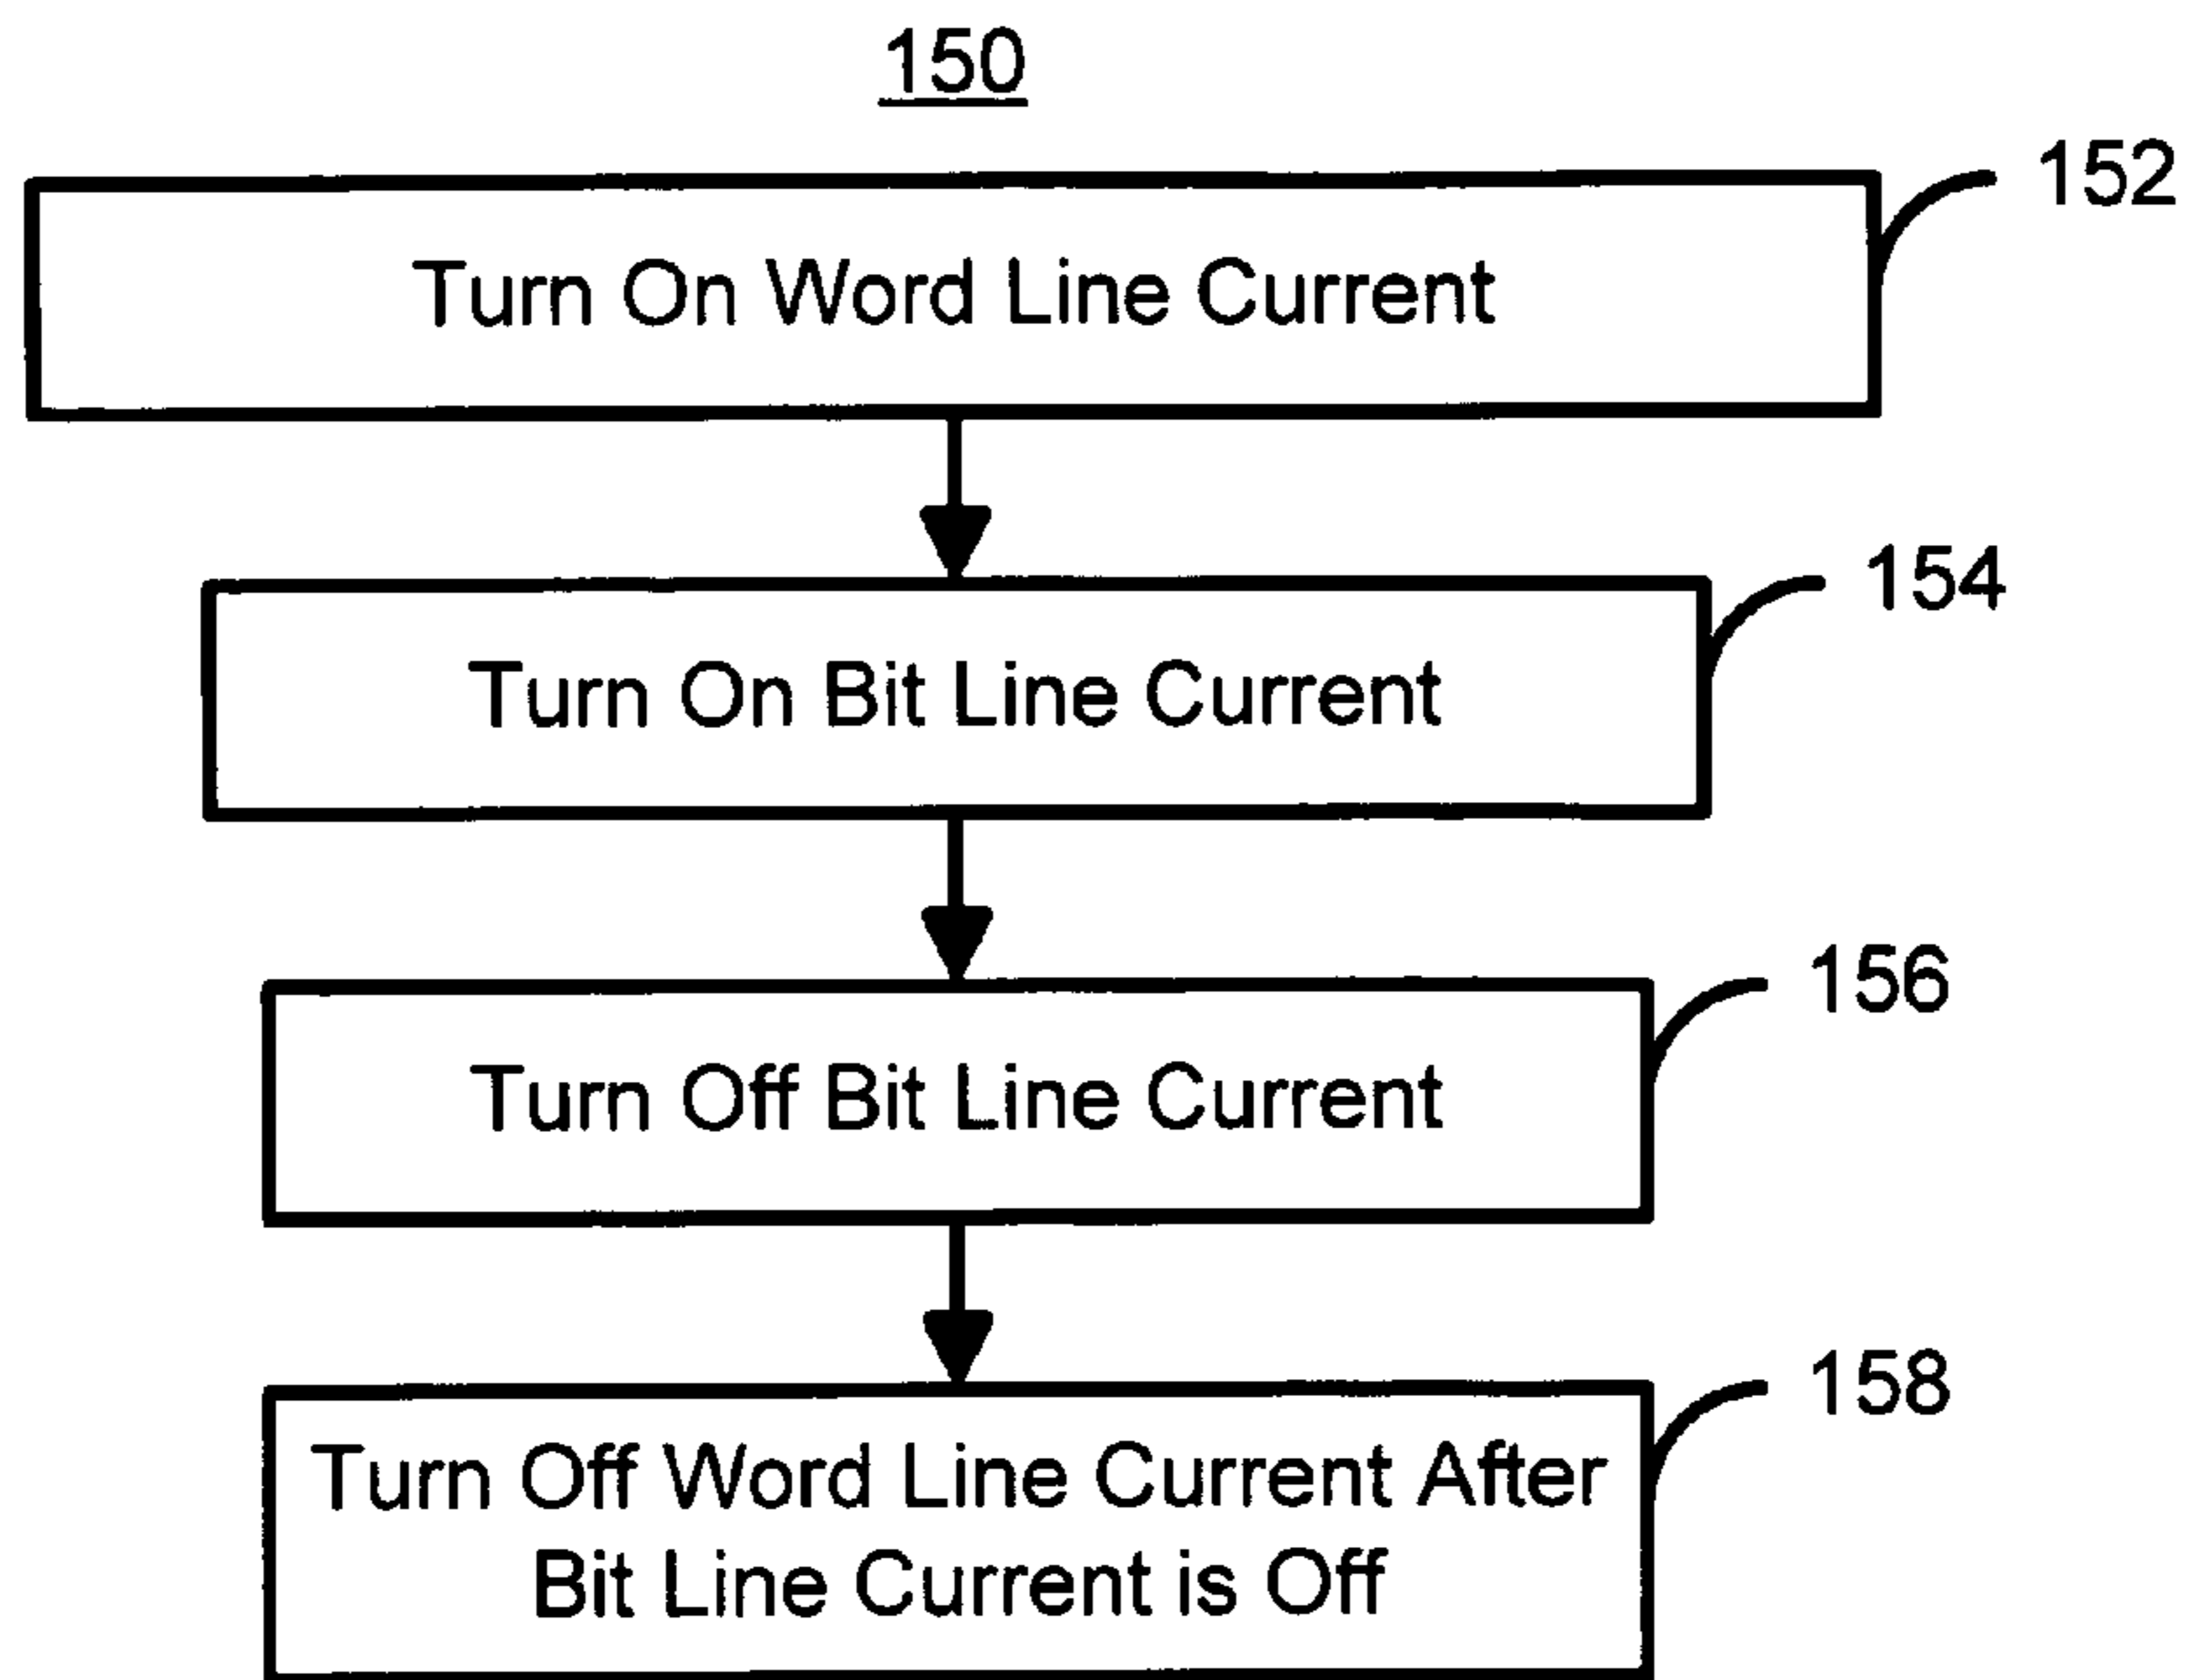 150
152
Turn On Word Line Current
154
Turn On Bit Line Current
156
Turn Off Bit Line Current
158
Turn Off Word Line Current After
Bit Line Current is Off